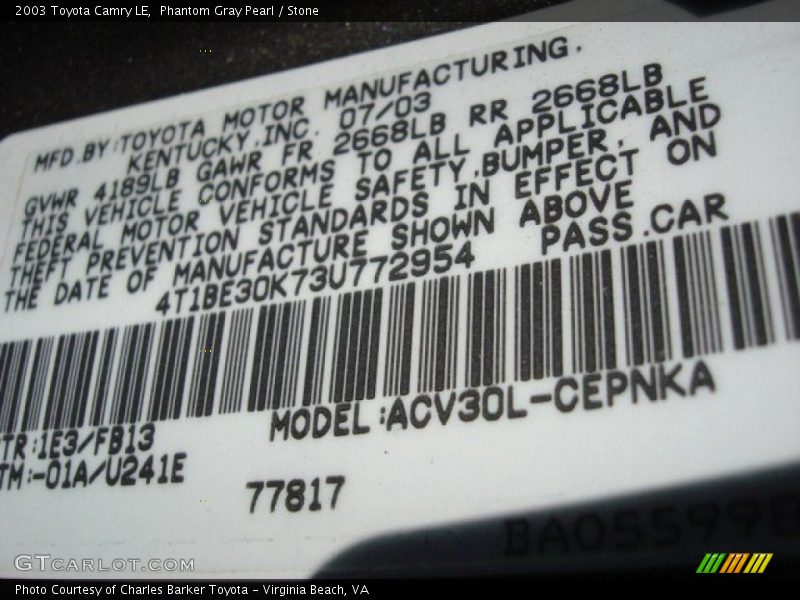 2003 Toyota Camry LE,  Phantom Gray Pearl / Stone
MFD.BY:TOYOTA MOTOR MANUFACTURING.
KENTUCKY,INC. 07/03
GVWR 4189LB GAWR FR 2668LB RR 2668LB
THIS VEHICLE CONFORMS TO ALL APPLICABLE
FEDERAL MOTOR VEHICLE SAFETY,BUMPER, AND
THEFT PREVENTION STANDARDS IN EFFECT ON
THE DATE OF MANUFACTURE SHOWN ABOVE
4T1BE30K73U772954 PASS.CAR
TR:1E3/FB13
MODEL:ACV30L-CEPNKA
TM:-01A/U241E
77817
BA055998
GTCARLOT.COM
Photo Courtesy of Charles Barker Toyota - Virginia Beach, VA